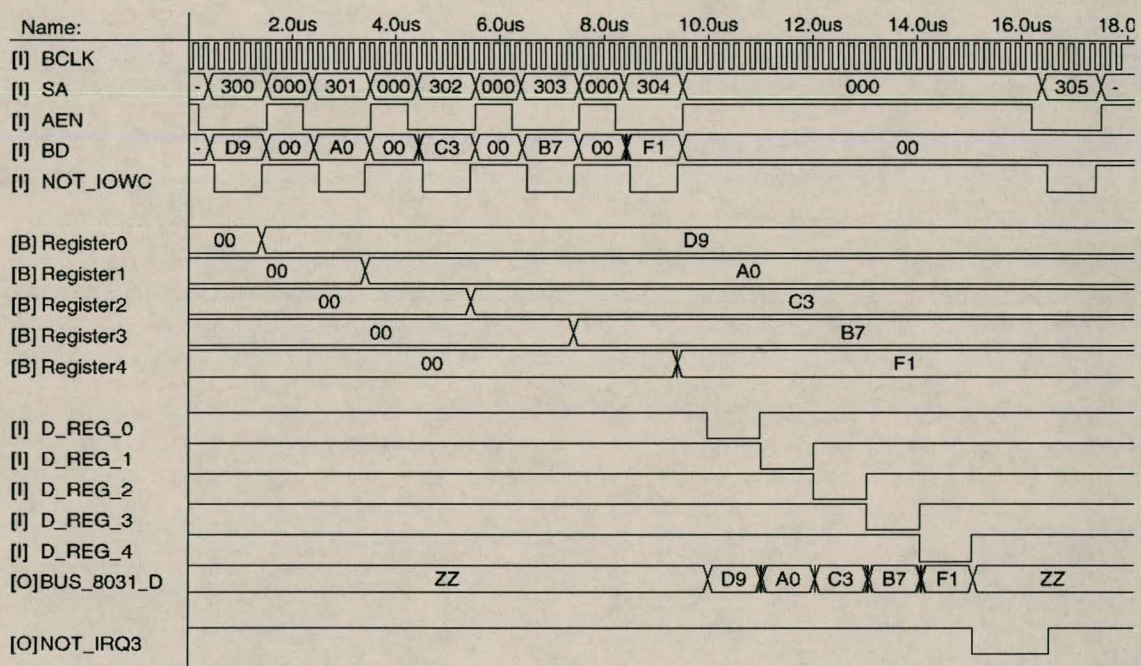 Name: 2.0us 4.0us 6.0us 8.0us 10.0us 12.0us 14.0us 16.0us 18.0
[I] BCLK
[I] SA - 300 000 301 000 302 000 303 000 304 000 305 -
[I] AEN
[I] BD - D9 00 A0 00 C3 00 B7 00 F1 00
[I] NOT_IOWC
[B] Register0 00 D9
[B] Register1 00 A0
[B] Register2 00 C3
[B] Register3 00 B7
[B] Register4 00 F1
[I] D_REG_0
[I] D_REG_1
[I] D_REG_2
[I] D_REG_3
[I] D_REG_4
[O]BUS_8031_D ZZ D9 A0 C3 B7 F1 ZZ
[O]NOT_IRQ3